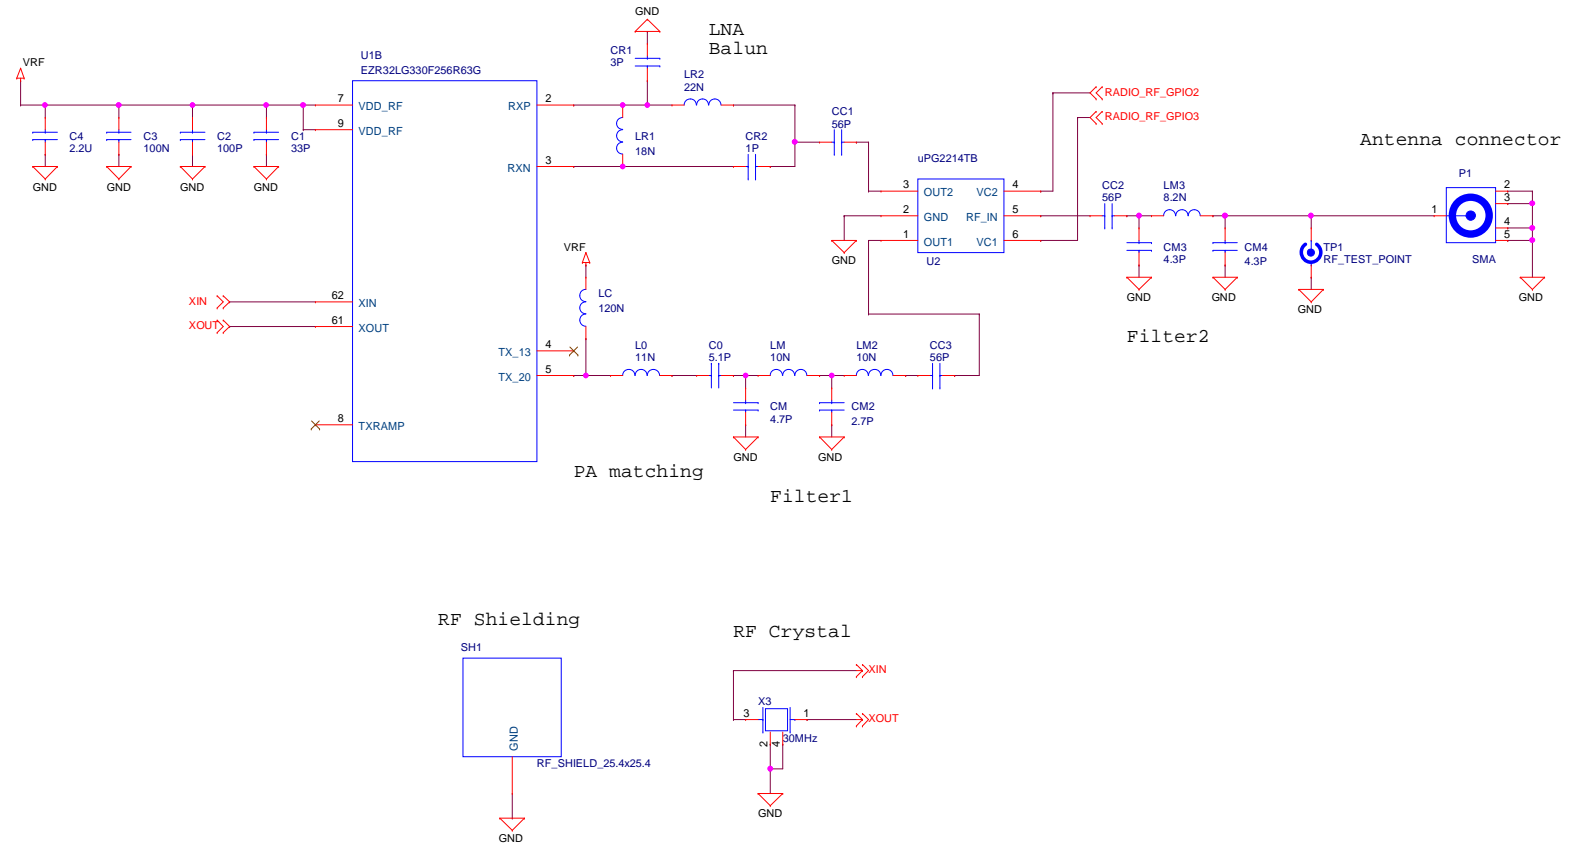 GND
LNA
Balun
CR1
3P
U1B
EZR32LG330F256R63G
VRF
LR2
22N
7
VDD_RF
9
VDD_RF
RXP
2
RXN
3
C4
2.2U
C3
100N
C2
100P
C1
33P
GND
GND
GND
GND
LR1
18N
CR2
1P
CC1
56P
RADIO_RF_GPIO2
RADIO_RF_GPIO3
Antenna connector
uPG2214TB
3
OUT2
VC2
4
2
GND
RF_IN
5
1
OUT1
VC1
6
U2
GND
CC2
56P
LM3
8.2N
P1
1
2
3
4
5
SMA
CM3
4.3P
CM4
4.3P
TP1
RF_TEST_POINT
GND
GND
GND
GND
Filter2
VRF
LC
120N
XIN
62
XIN
XOUT
61
XOUT
TX_13
4
TX_20
5
L0
11N
C0
5.1P
LM
10N
LM2
10N
CC3
56P
CM
4.7P
CM2
2.7P
GND
GND
8
TXRAMP
PA matching
Filter1
RF Shielding
SH1
GND
RF_SHIELD_25.4x25.4
GND
RF Crystal
XIN
X3
3
1
XOUT
2
4
30MHz
GND